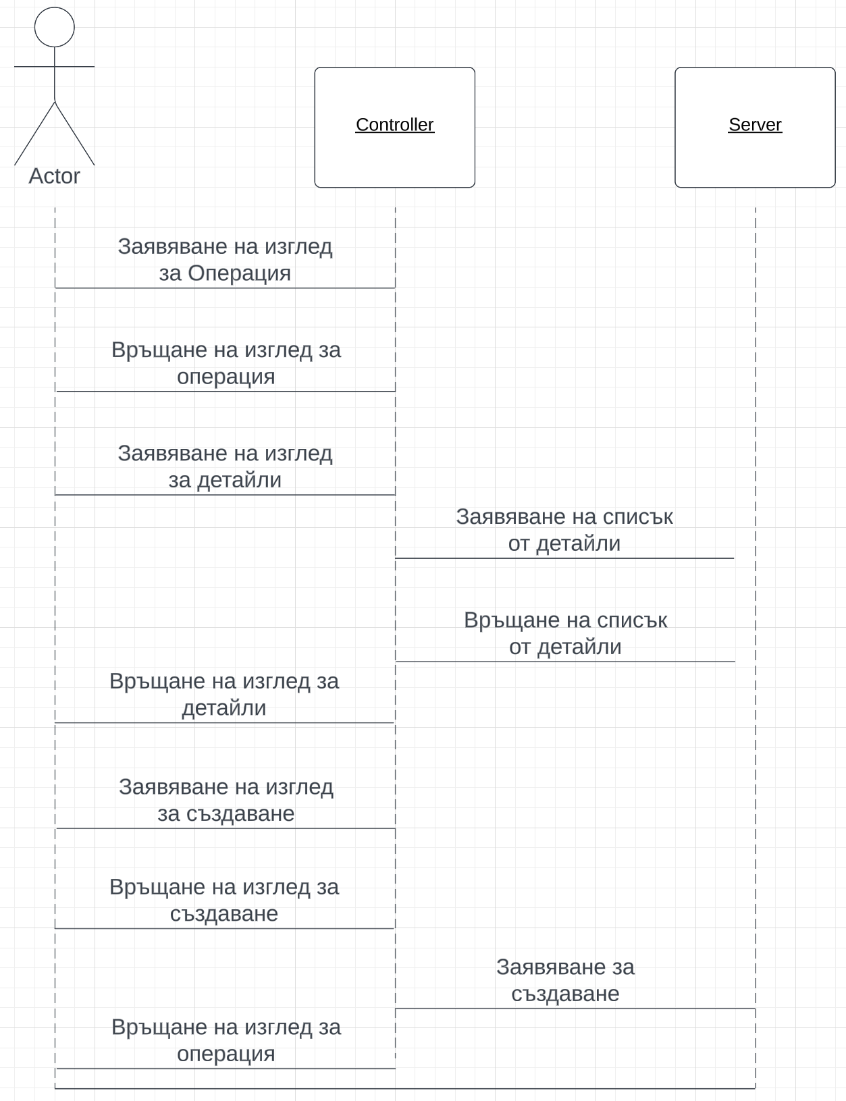 Controller
Server
Actor
Заявяване на изглед
за Операция
Връщане на изглед за
операция
Заявяване на изглед
за детайли
Заявяване на списък
от детайли
Връщане на списък
от детайли
Връщане на изглед за
детайли
Заявяване на изглед
за създаване
Връщане на изглед за
създаване
Заявяване за
създаване
Връщане на изглед за
операция